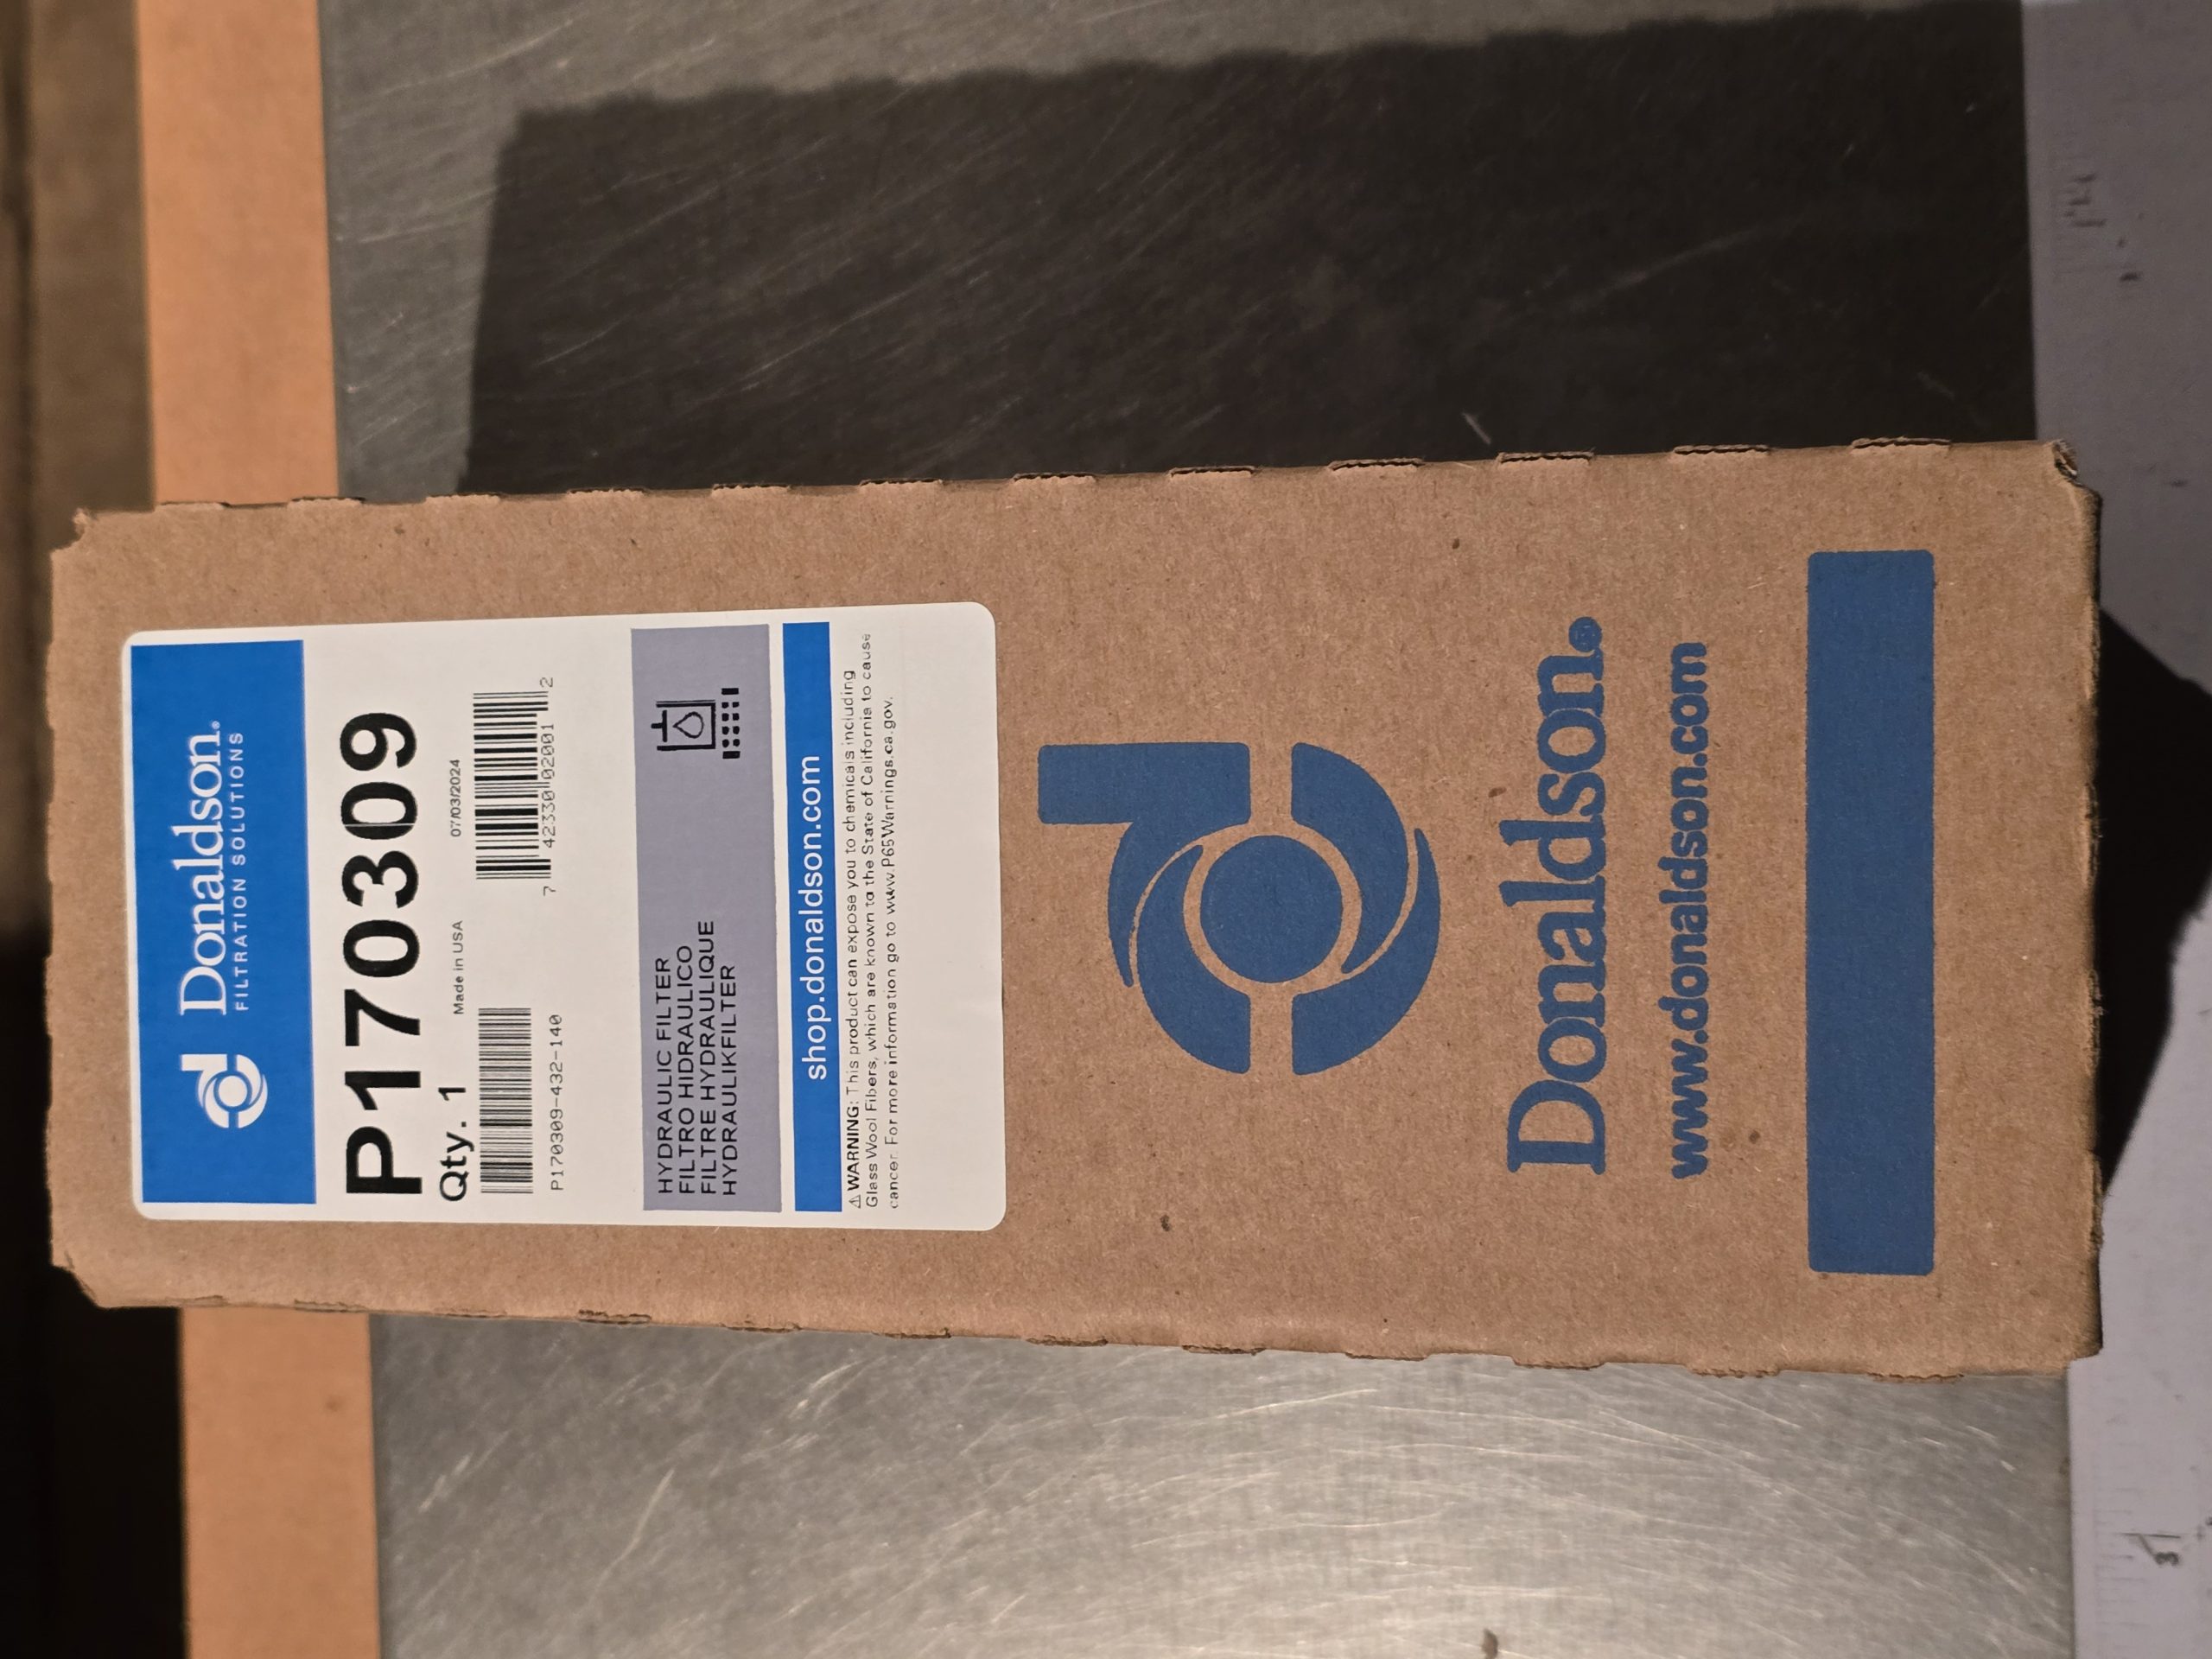 Donaldson.
FILTRATION SOLUTIONS
P170309
Qty. 1
Made in USA
07/03/2024
P170309-432-140
7 42330 02001 2
HYDRAULIC FILTER
FILTRO HIDRAULICO
FILTRE HYDRAULIQUE
HYDRAULIKFILTER
shop.donaldson.com
⚠ WARNING: This product can expose you to chemicals including
Glass Wool Fibers, which are known to the State of California to cause
cancer. For more information go to www.P65Warnings.ca.gov.
Donaldson®
www.donaldson.com